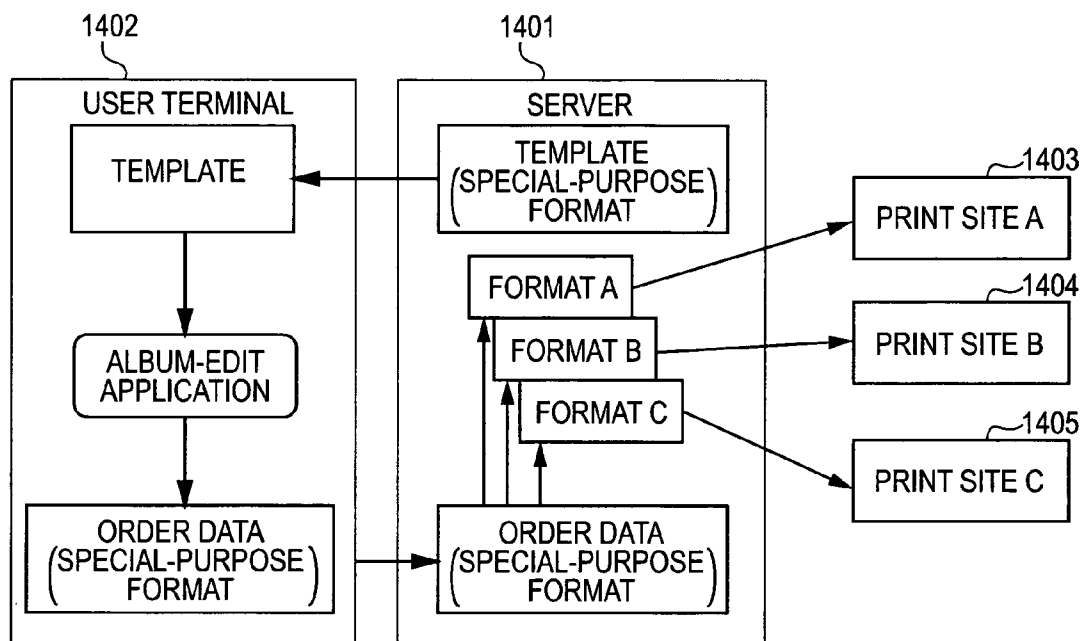 1402
1401
USER TERMINAL
TEMPLATE
ALBUM-EDIT
APPLICATION
ORDER DATA
(SPECIAL-PURPOSE
FORMAT)
SERVER
TEMPLATE
(SPECIAL-PURPOSE
FORMAT)
FORMAT A
FORMAT B
FORMAT C
ORDER DATA
(SPECIAL-PURPOSE
FORMAT)
1403
PRINT SITE A
1404
PRINT SITE B
1405
PRINT SITE C